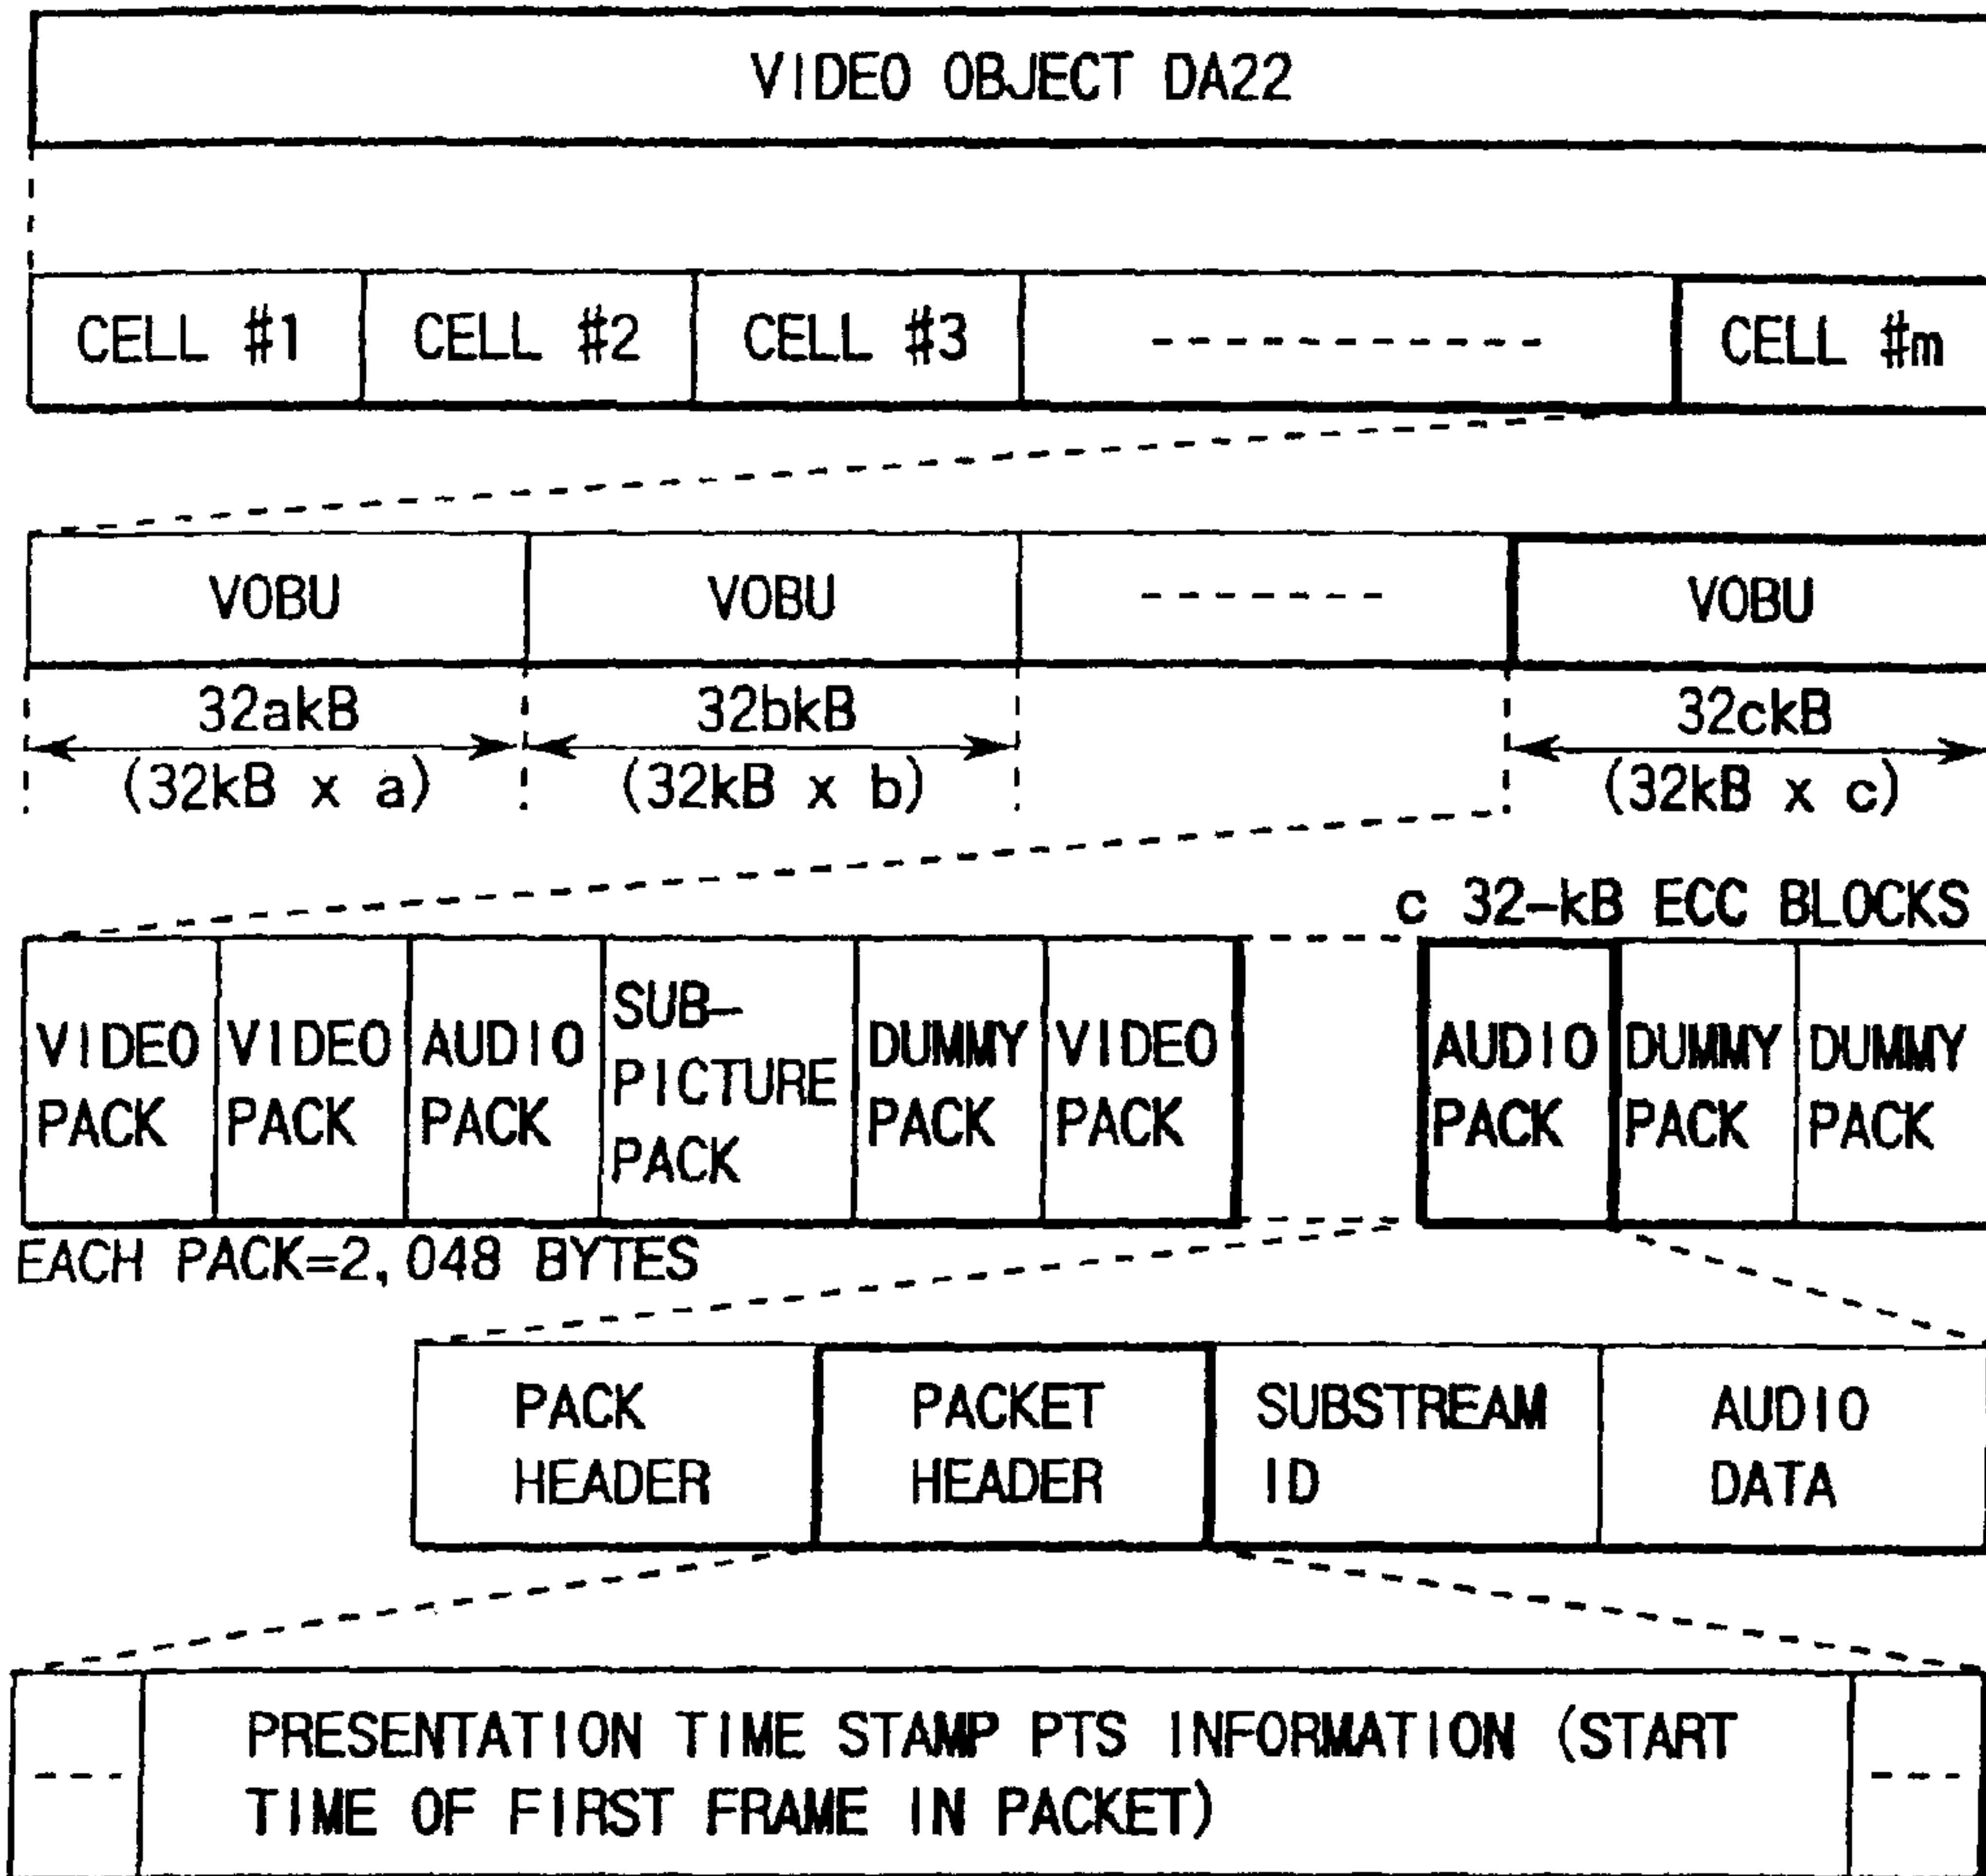 VIDEO OBJECT DA22
CELL #1 CELL #2 CELL #3 CELL #m
VOBU VOBU VOBU
32akB 32bkB 32ckB
(32kB x a) (32kB x b) (32kB x c)
c 32-kB ECC BLOCKS
VIDEO PACK
VIDEO PACK
AUDIO PACK
SUB-
PICTURE
PACK
DUMMY PACK
VIDEO PACK
AUDIO PACK
DUMMY PACK
DUMMY PACK
EACH PACK=2,048 BYTES
PACK
HEADER
PACKET
HEADER
SUBSTREAM
ID
AUDIO
DATA
PRESENTATION TIME STAMP PTS INFORMATION (START
TIME OF FIRST FRAME IN PACKET)